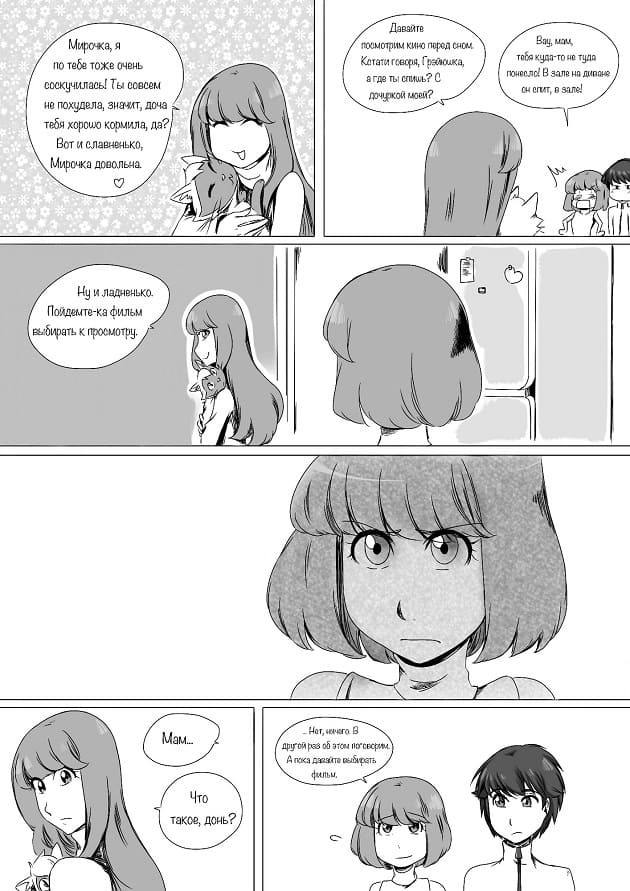 Мирочка, я
по тебе тоже очень
соскучилась! Ты совсем
не похудела, значит, доча
тебя хорошо кормила, да?
Вот и славненько,
Мирочка довольна.
Давайте
посмотрим кино перед сном.
Кстати говоря, Грэйюшка,
а где ты спишь? С
дочуркой моей?
Вау, мам,
тебя куда-то не туда
понесло! В зале на диване
он спит, в зале!
Ну и ладненько.
Пойдемте-ка фильм
выбирать к просмотру.
Мам...
Что
такое, донь?
... Нет, ничего. В
другой раз об этом поговорим.
А пока давайте выбирать
фильм.